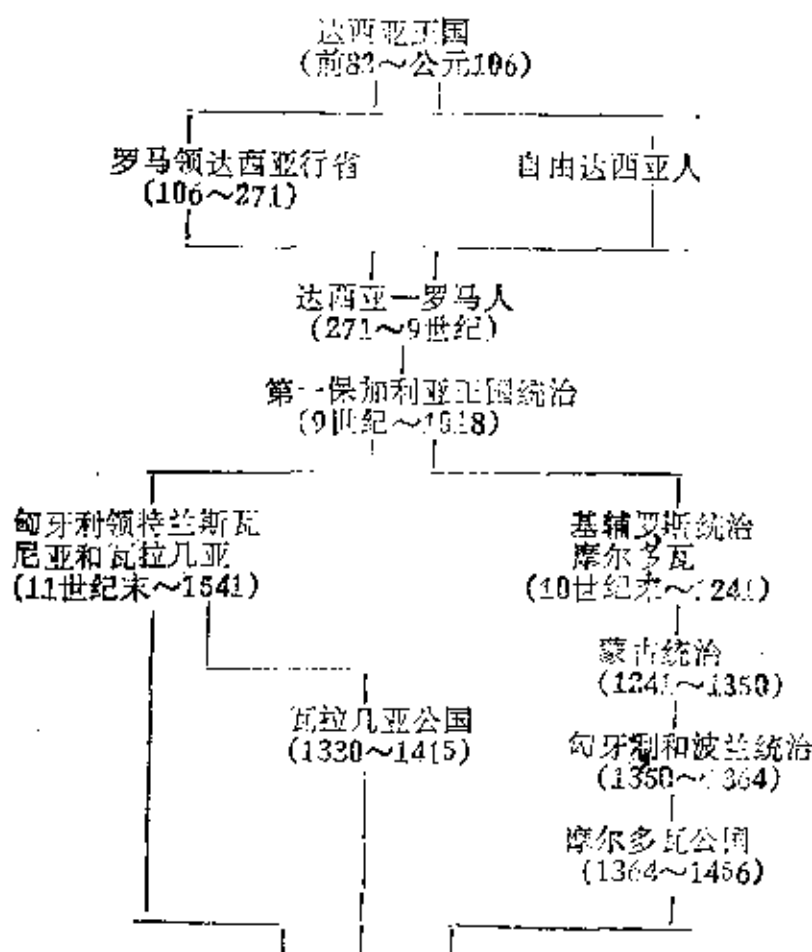 达西亚王国
(前82～公元106)
罗马领达西亚行省
(106～271)
自由达西亚人
达西亚一罗马人
(271～9世纪)
第一保加利亚王国统治
(9世纪～1018)
匈牙利领特兰斯瓦
尼亚和瓦拉几亚
(11世纪末～1541)
基辅罗斯统治
摩尔多瓦
(10世纪末～1241)
蒙古统治
(1241～1350)
瓦拉几亚公国
(1330～1415)
匈牙利和波兰统治
(1350～1364)
摩尔多瓦公国
(1364～1456)